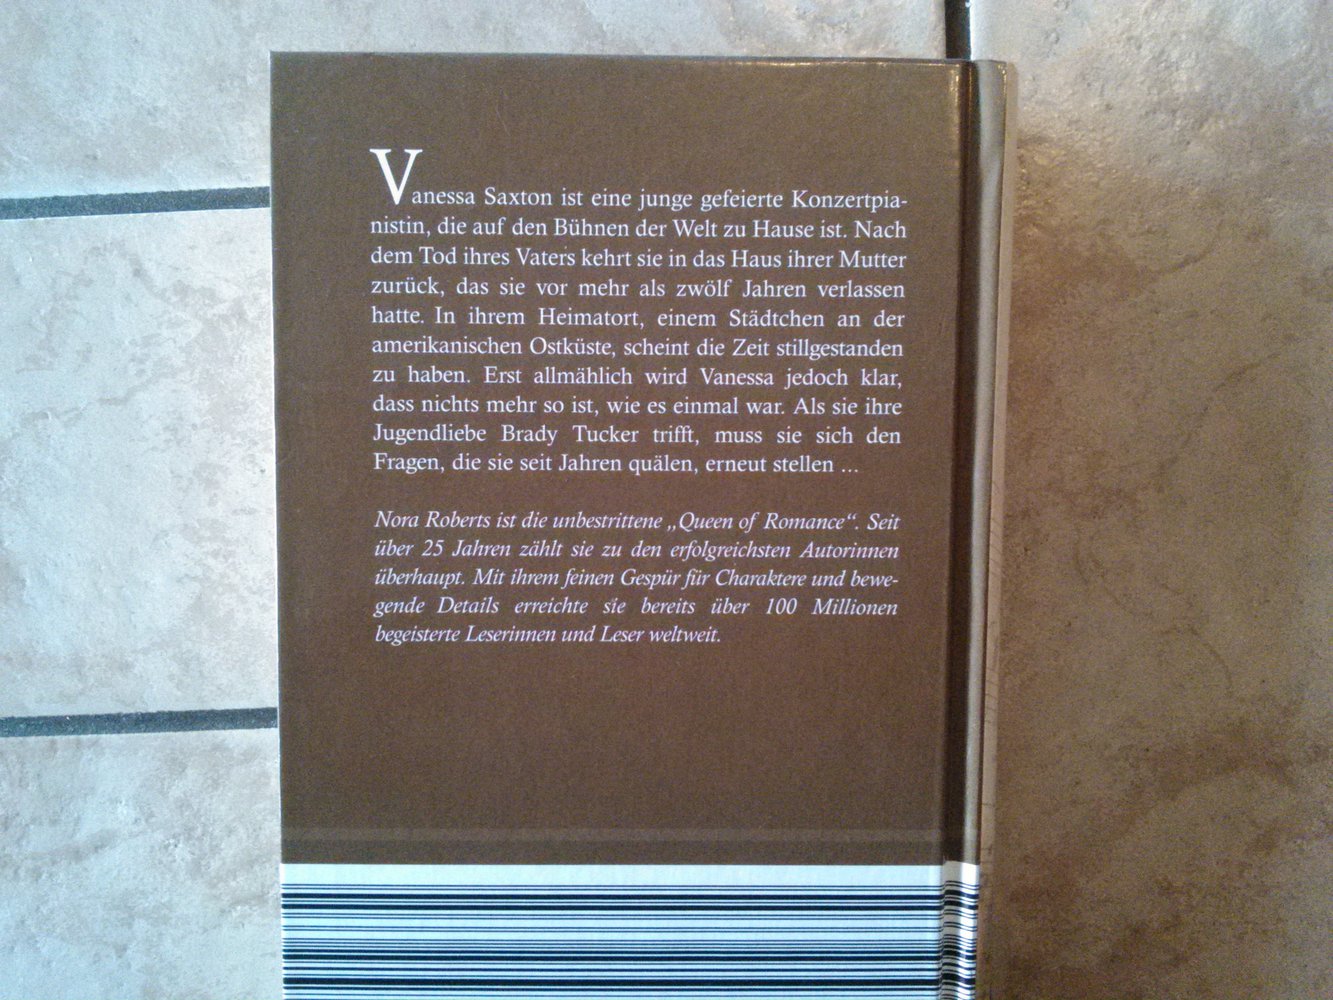 Vanessa Saxton ist eine junge gefeierte Konzertpia-
nistin, die auf den Bühnen der Welt zu Hause ist. Nach
dem Tod ihres Vaters kehrt sie in das Haus ihrer Mutter
zurück, das sie vor mehr als zwölf Jahren verlassen
hatte. In ihrem Heimatort, einem Städtchen an der
amerikanischen Ostküste, scheint die Zeit stillgestanden
zu haben. Erst allmählich wird Vanessa jedoch klar,
dass nichts mehr so ist, wie es einmal war. Als sie ihre
Jugendliebe Brady Tucker trifft, muss sie sich den
Fragen, die sie seit Jahren quälen, erneut stellen ...
Nora Roberts ist die unbestrittene „Queen of Romance“. Seit
über 25 Jahren zählt sie zu den erfolgreichsten Autorinnen
überhaupt. Mit ihrem feinen Gespür für Charaktere und bewe-
gende Details erreichte sie bereits über 100 Millionen
begeisterte Leserinnen und Leser weltweit.